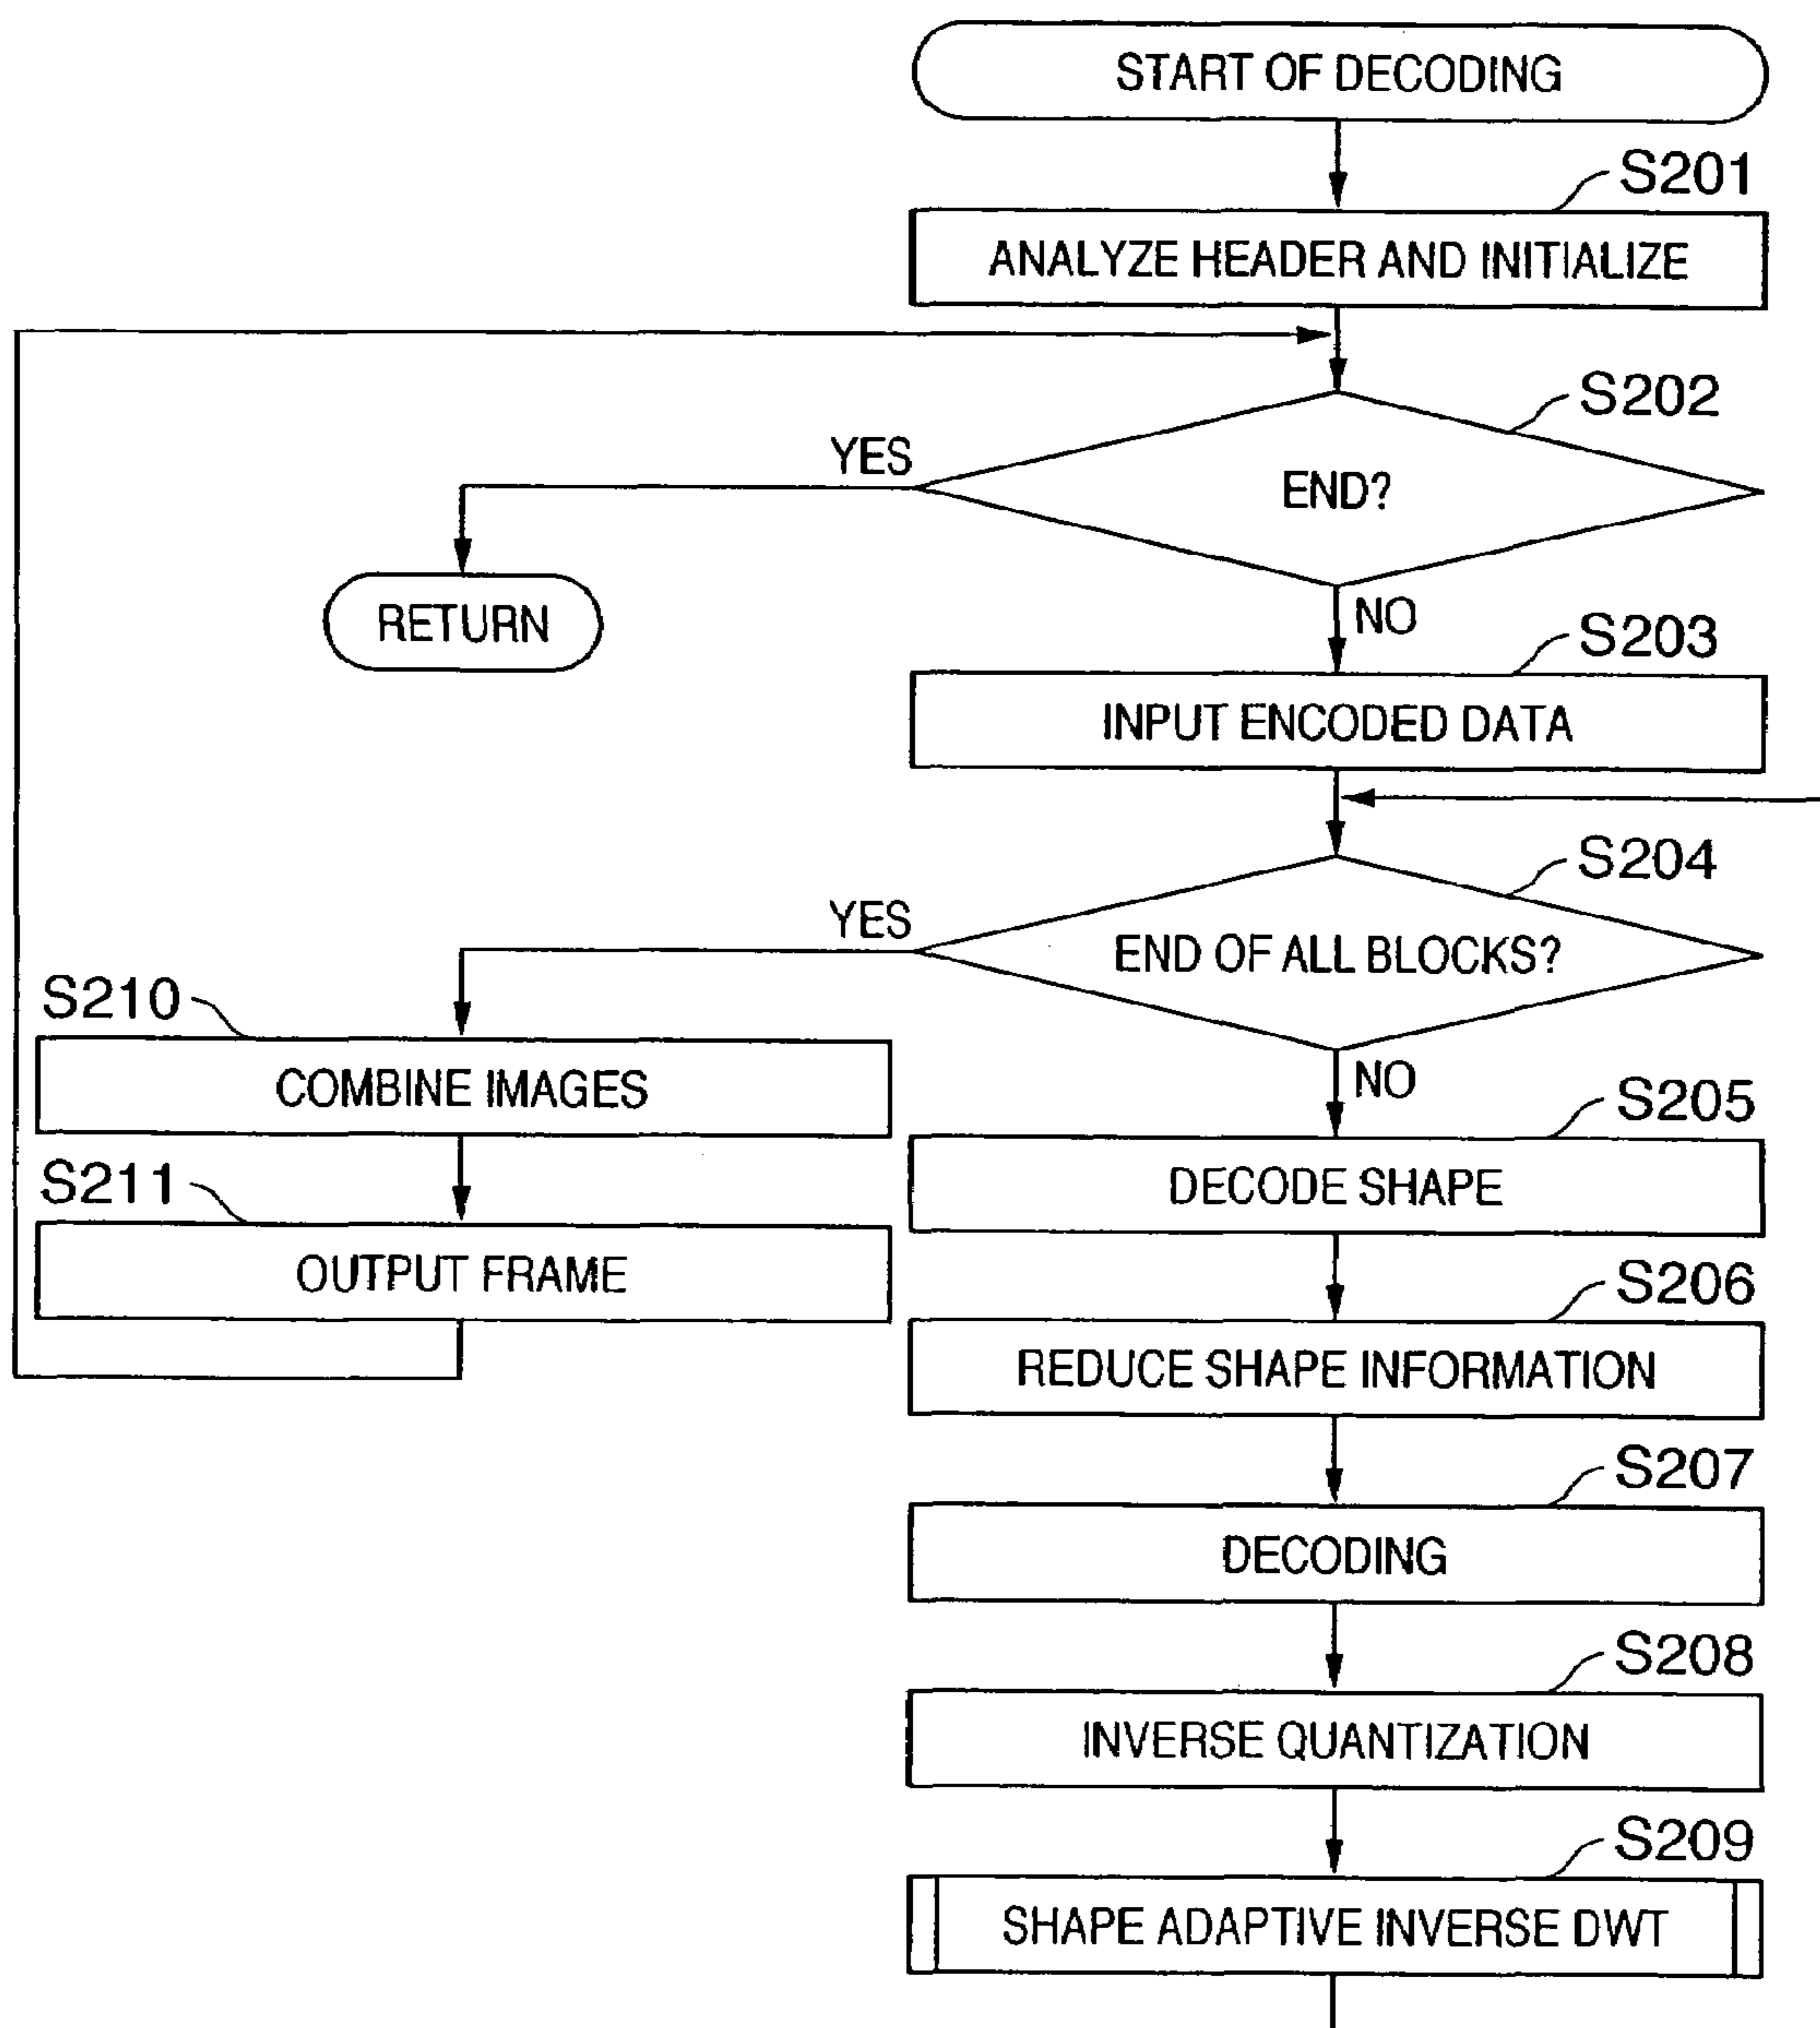 START OF DECODING
S201
ANALYZE HEADER AND INITIALIZE
S202
YES
END?
RETURN
NO
S203
INPUT ENCODED DATA
S204
YES
END OF ALL BLOCKS?
S210
NO
COMBINE IMAGES
S205
DECODE SHAPE
S211
OUTPUT FRAME
S206
REDUCE SHAPE INFORMATION
S207
DECODING
S208
INVERSE QUANTIZATION
S209
SHAPE ADAPTIVE INVERSE DWT